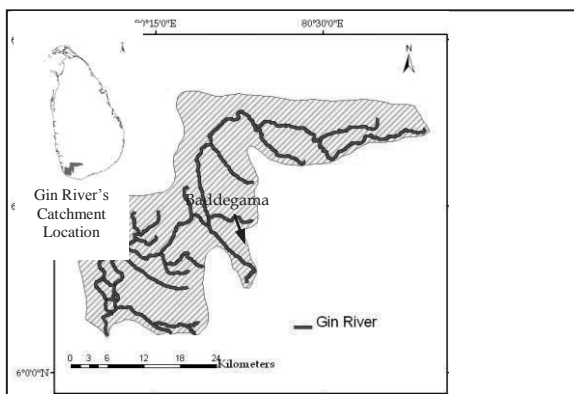 0°15'0"E
80°30'0"E
N
Gin River's
Catchment
Location
Baddegama
Gin River
0 3 6 12 18 24
Kilometers
6°0'0"N